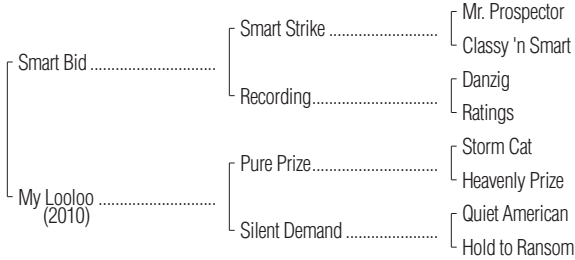 Mr. Prospector
Smart Strike ......................
Classy 'n Smart
Smart Bid .........................
Danzig
Recording.........................
Ratings
Storm Cat
Pure Prize.........................
Heavenly Prize
My Looloo .......................
(2010)
Quiet American
Silent Demand ..................
Hold to Ransom